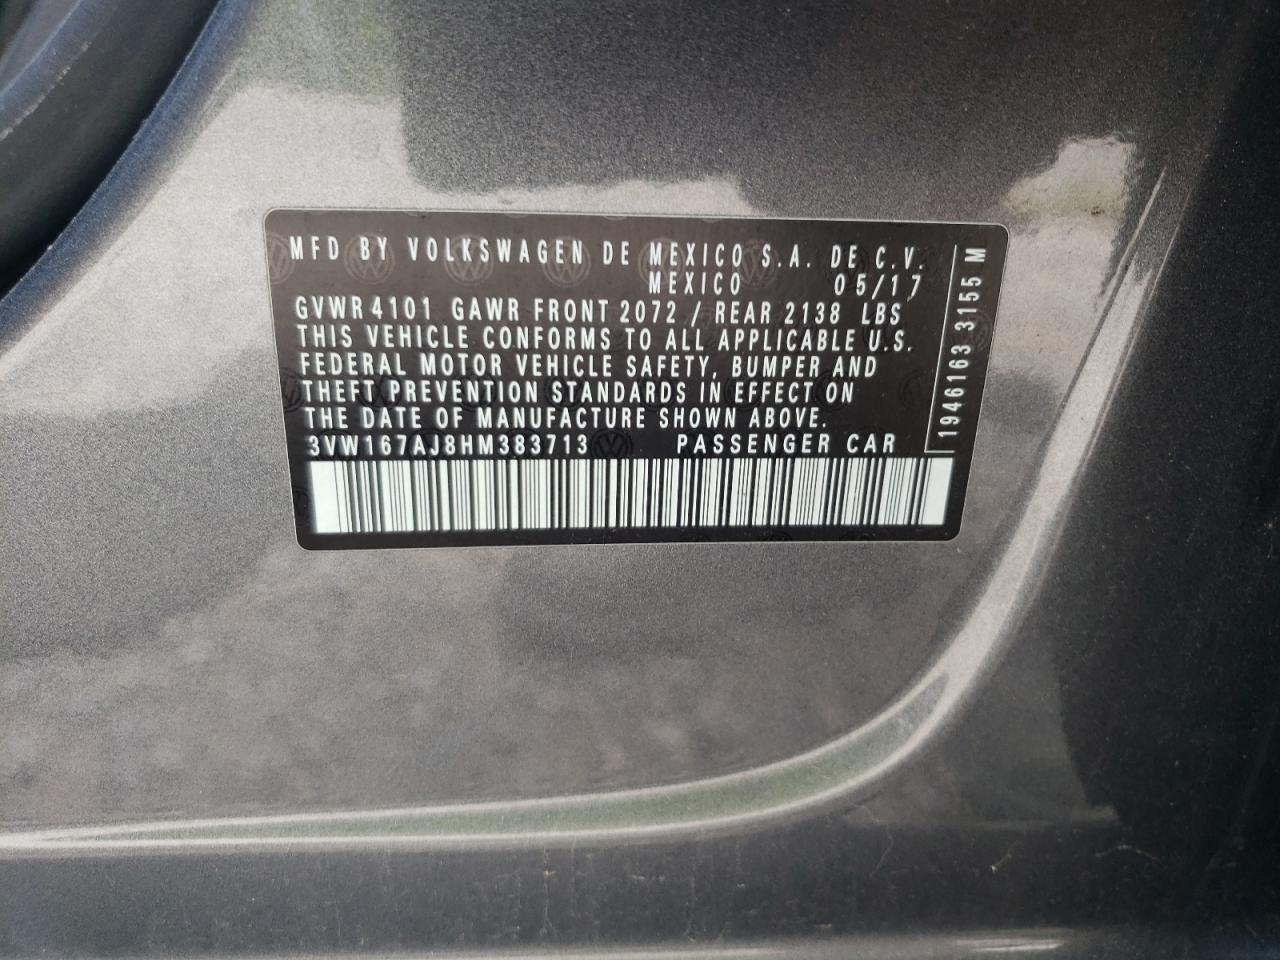 MFD BY VOLKSWAGEN DE MEXICO S.A. DE C.V.
MEXICO 05/17
GVWR 4101 GAWR FRONT 2072 / REAR 2138 LBS
THIS VEHICLE CONFORMS TO ALL APPLICABLE U.S.
FEDERAL MOTOR VEHICLE SAFETY, BUMPER AND
THEFT PREVENTION STANDARDS IN EFFECT ON
THE DATE OF MANUFACTURE SHOWN ABOVE.
3VW167AJ8HM383713 PASSENGER CAR
1946163 3155 M